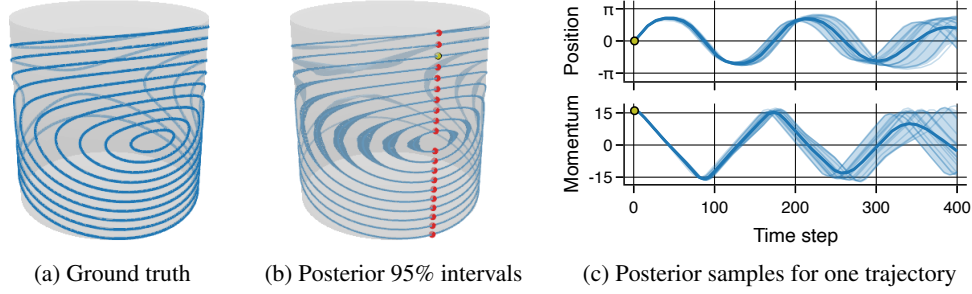 π
0
-π
Position
15
0
-15
Momentum
0 100 200 300 400
Time step
(a) Ground truth
(b) Posterior 95% intervals
(c) Posterior samples for one trajectory